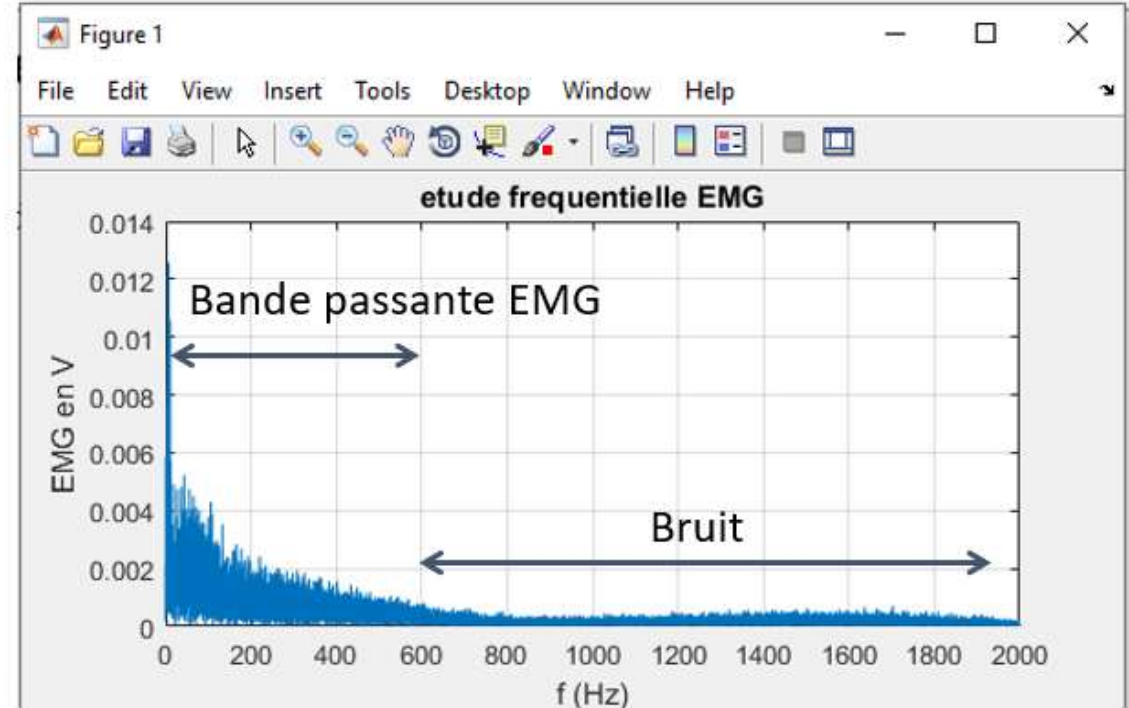 Figure 1
File Edit View Insert Tools Desktop Window Help
etude frequentielle EMG
0.014
0.012
Bande passante EMG
0.01
0.008
EMG en V
0.006
0.004
Bruit
0.002
0
0 200 400 600 800 1000 1200 1400 1600 1800 2000
f (Hz)